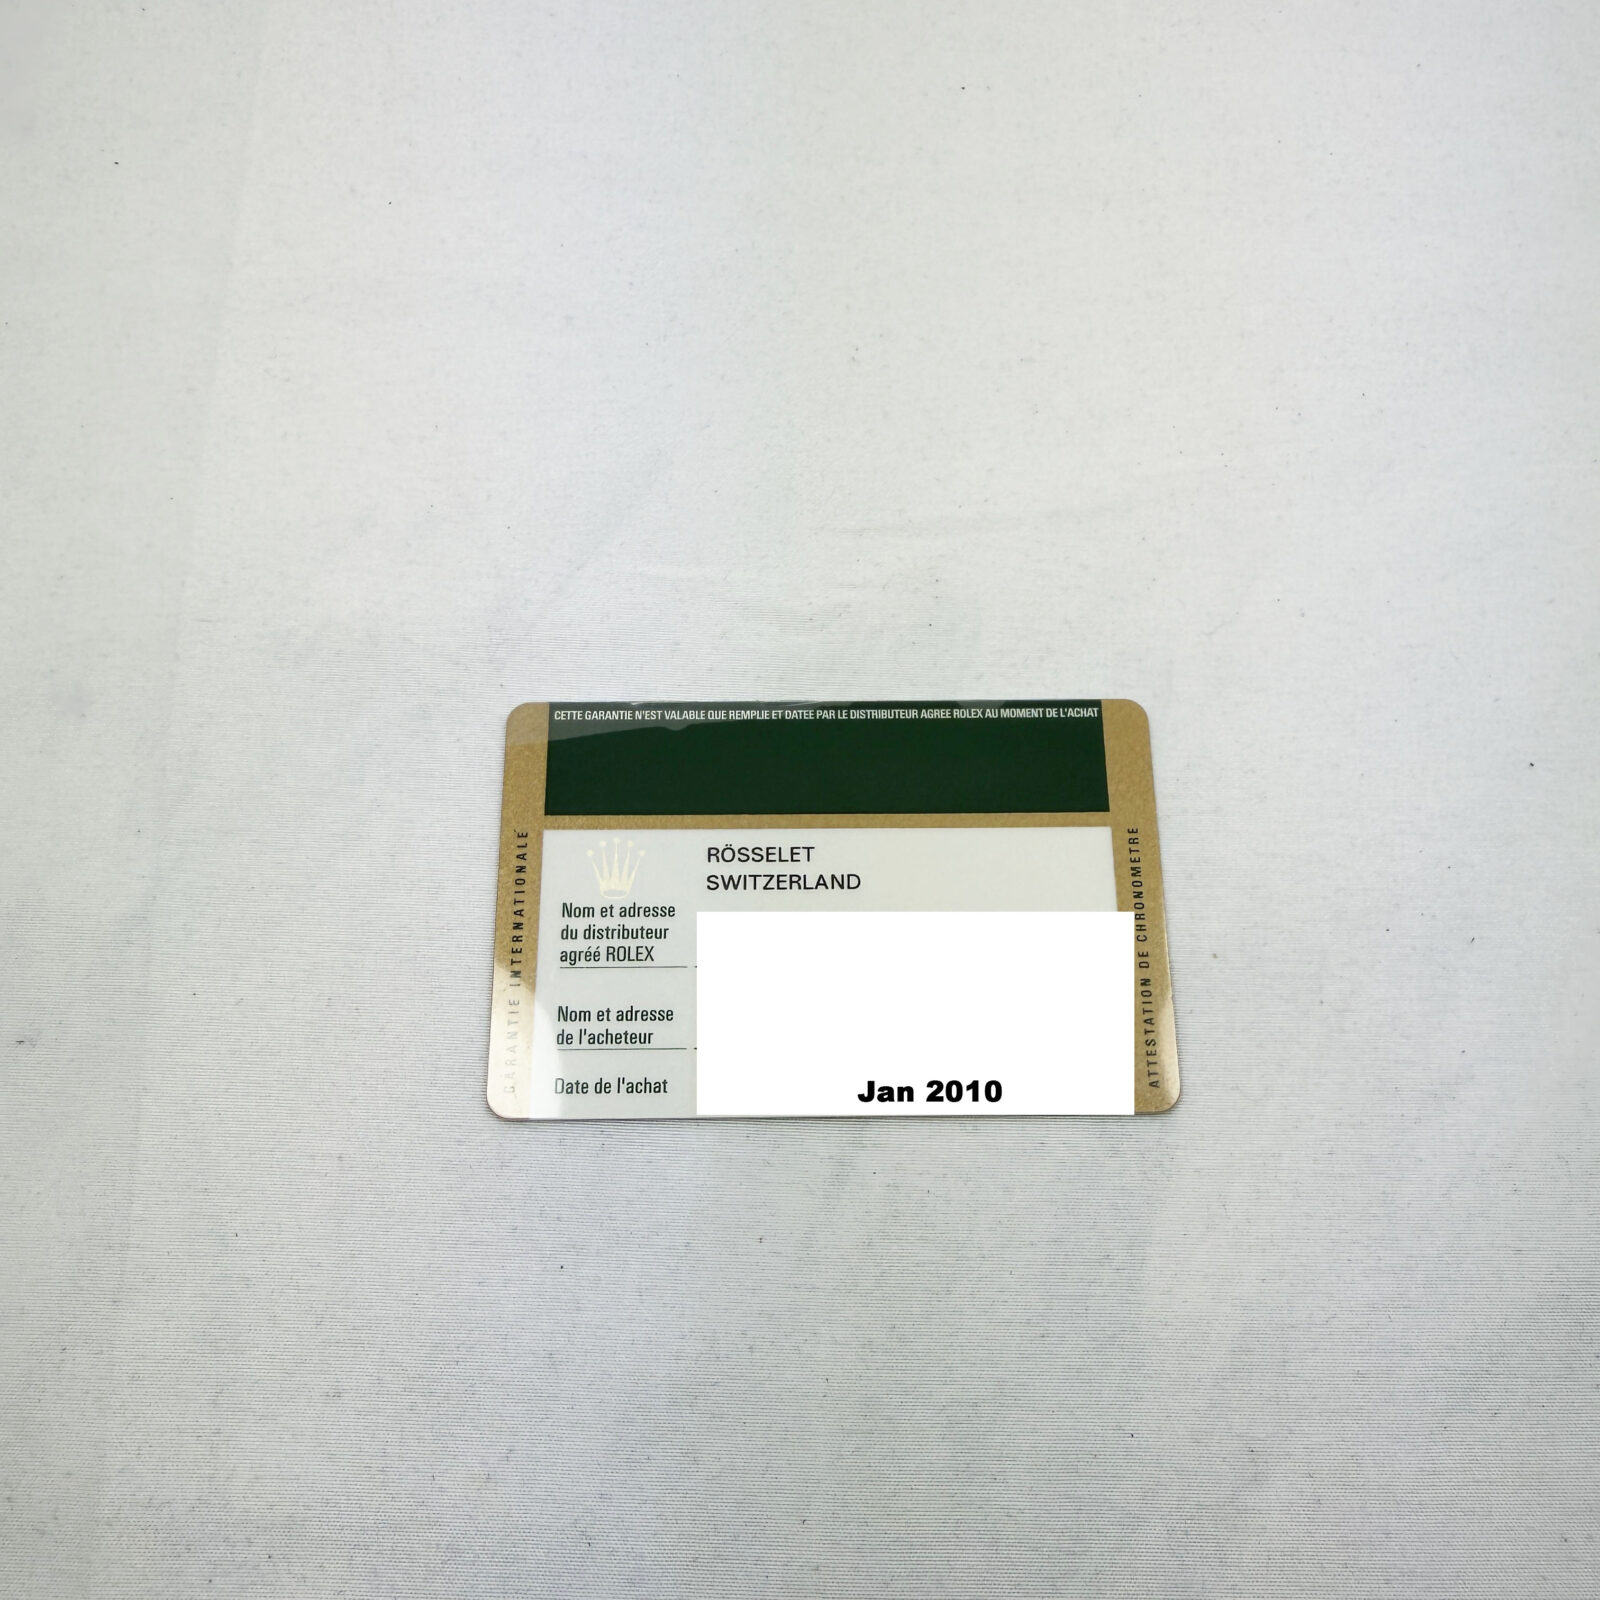 CETTE GARANTIE N'EST VALABLE QUE REMPLIE ET DATEE PAR LE DISTRIBUTEUR AGREE ROLEX AU MOMENT DE L'ACHAT
GARANTIE INTERNATIONALE
RÖSSELET
SWITZERLAND
Nom et adresse
du distributeur
agréé ROLEX
Nom et adresse
de l'acheteur
Date de l'achat
Jan 2010
ATTESTATION DE CHRONOMETRE